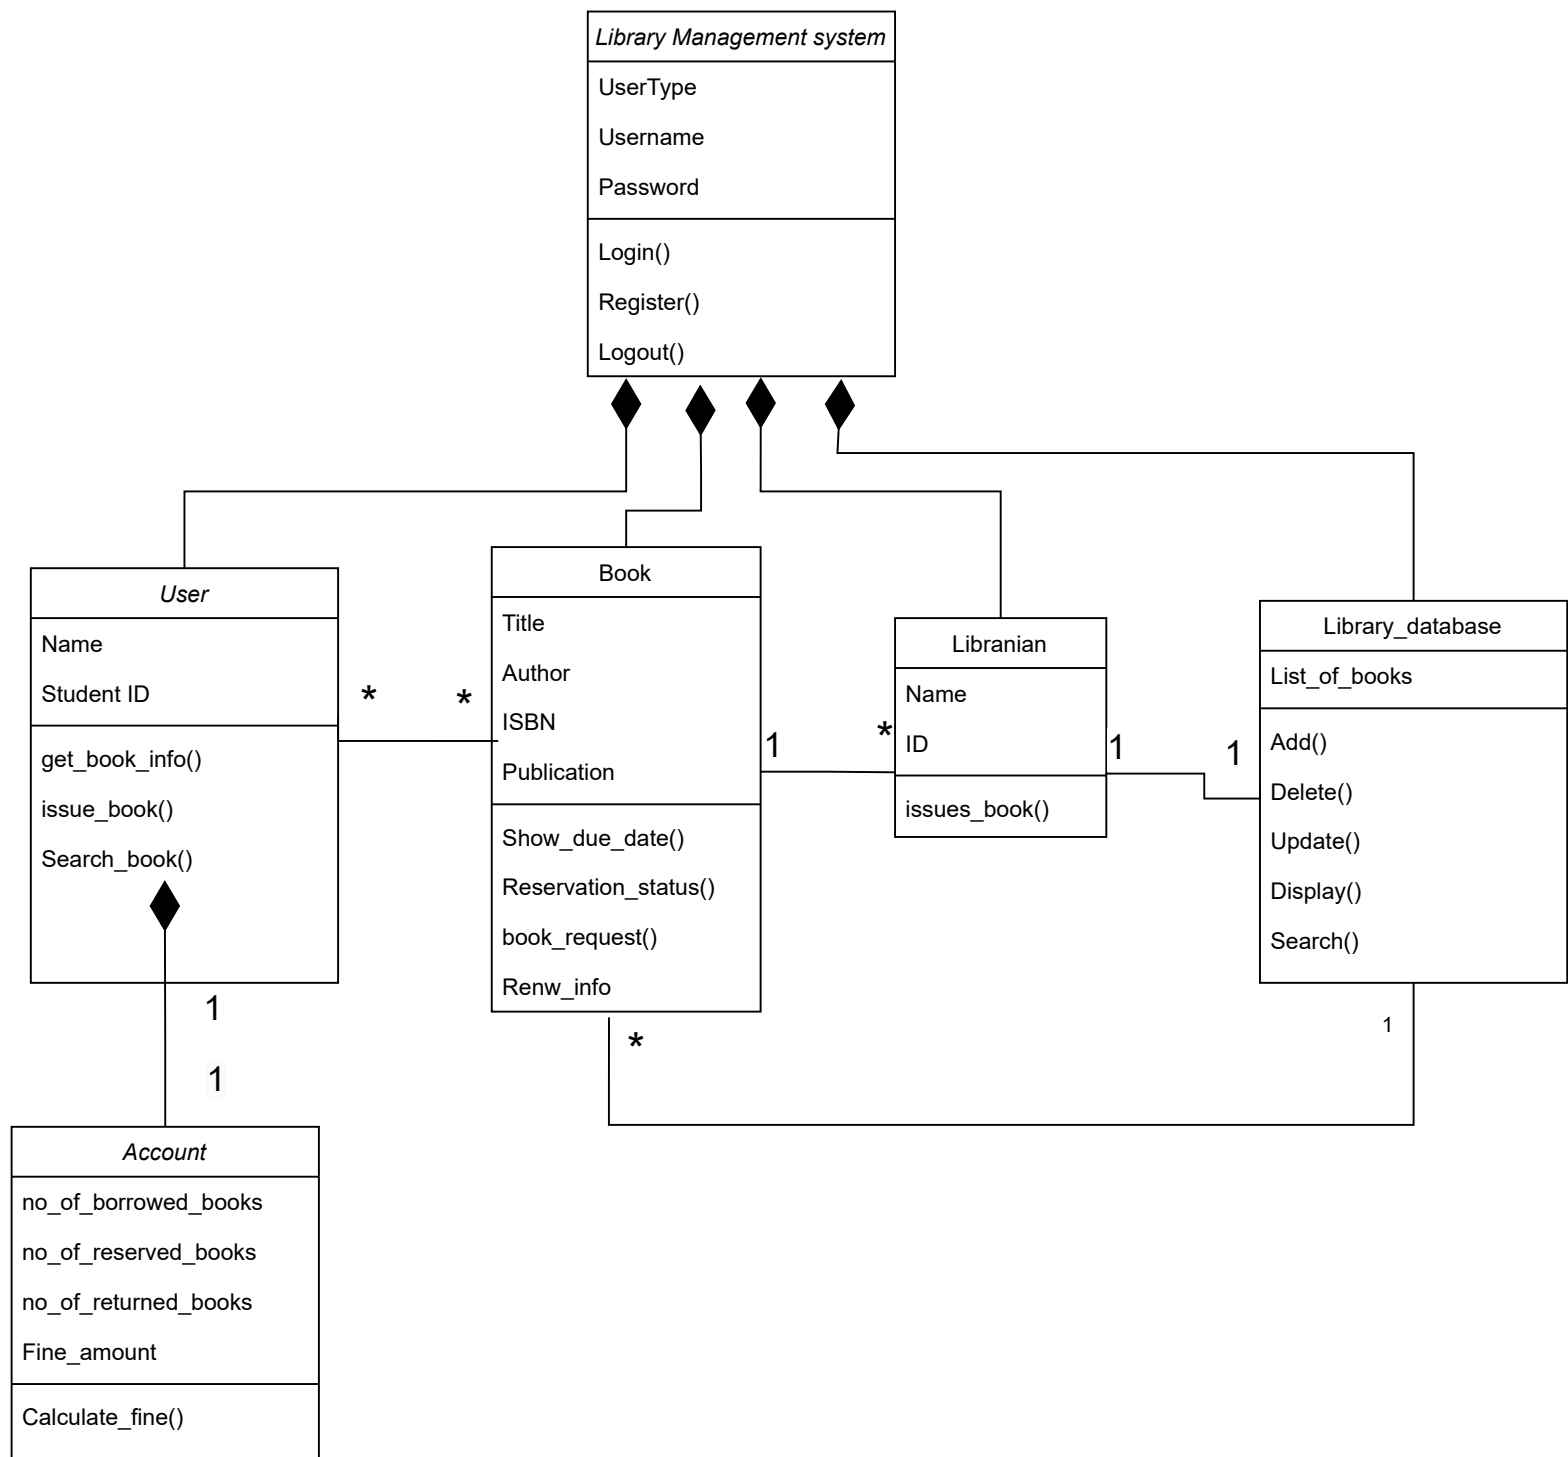 Library Management system
UserType
Username
Password
Login()
Register()
Logout()
User
Name
Student ID
get_book_info()
issue_book()
Search_book()
* *
Book
Title
Author
ISBN
Publication
Show_due_date()
Reservation_status()
book_request()
Renw_info
1 *
Libranian
Name
ID
issues_book()
1 1
Library_database
List_of_books
Add()
Delete()
Update()
Display()
Search()
1
*
1
1
Account
no_of_borrowed_books
no_of_reserved_books
no_of_returned_books
Fine_amount
Calculate_fine()